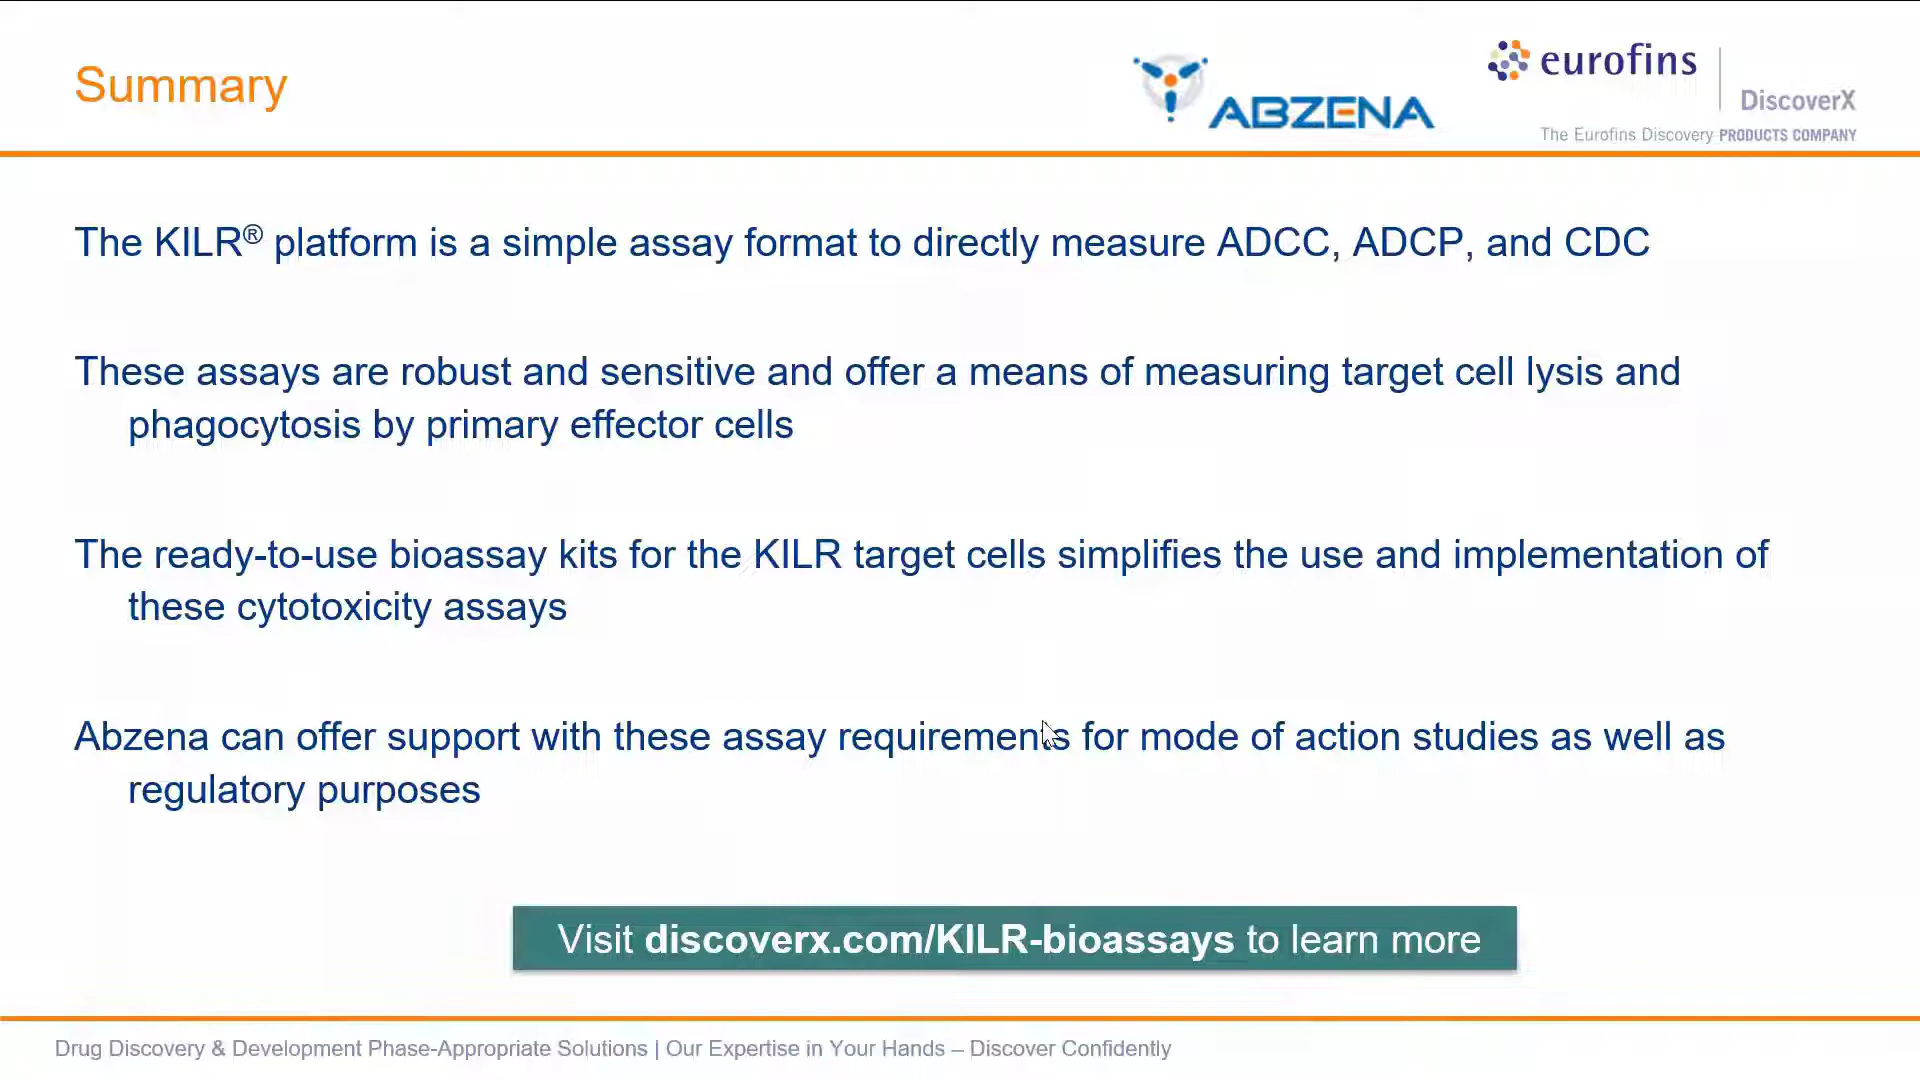 Summary
ABZENA
eurofins
DiscoverX
The Eurofins Discovery PRODUCTS COMPANY
The KILR® platform is a simple assay format to directly measure ADCC, ADCP, and CDC
These assays are robust and sensitive and offer a means of measuring target cell lysis and
phagocytosis by primary effector cells
The ready-to-use bioassay kits for the KILR target cells simplifies the use and implementation of
these cytotoxicity assays
Abzena can offer support with these assay requirements for mode of action studies as well as
regulatory purposes
Visit discoverx.com/KILR-bioassays to learn more
Drug Discovery & Development Phase-Appropriate Solutions | Our Expertise in Your Hands – Discover Confidently